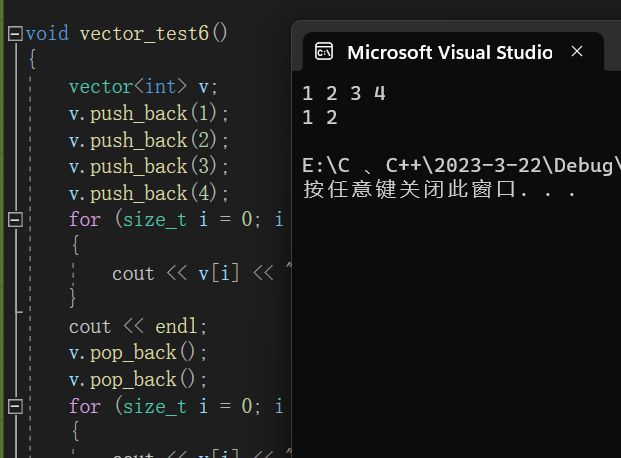 void vector_test6()
{
vector<int> v;
v.push_back(1);
v.push_back(2);
v.push_back(3);
v.push_back(4);
for (size_t i = 0; i
{
cout << v[i] << "
}
cout << endl;
v.pop_back();
v.pop_back();
for (size_t i = 0; i
{
cout << v[i] << "
Microsoft Visual Studio
1 2 3 4
1 2
E:\C 、C++\2023-3-22\Debug\
按任意键关闭此窗口. . .